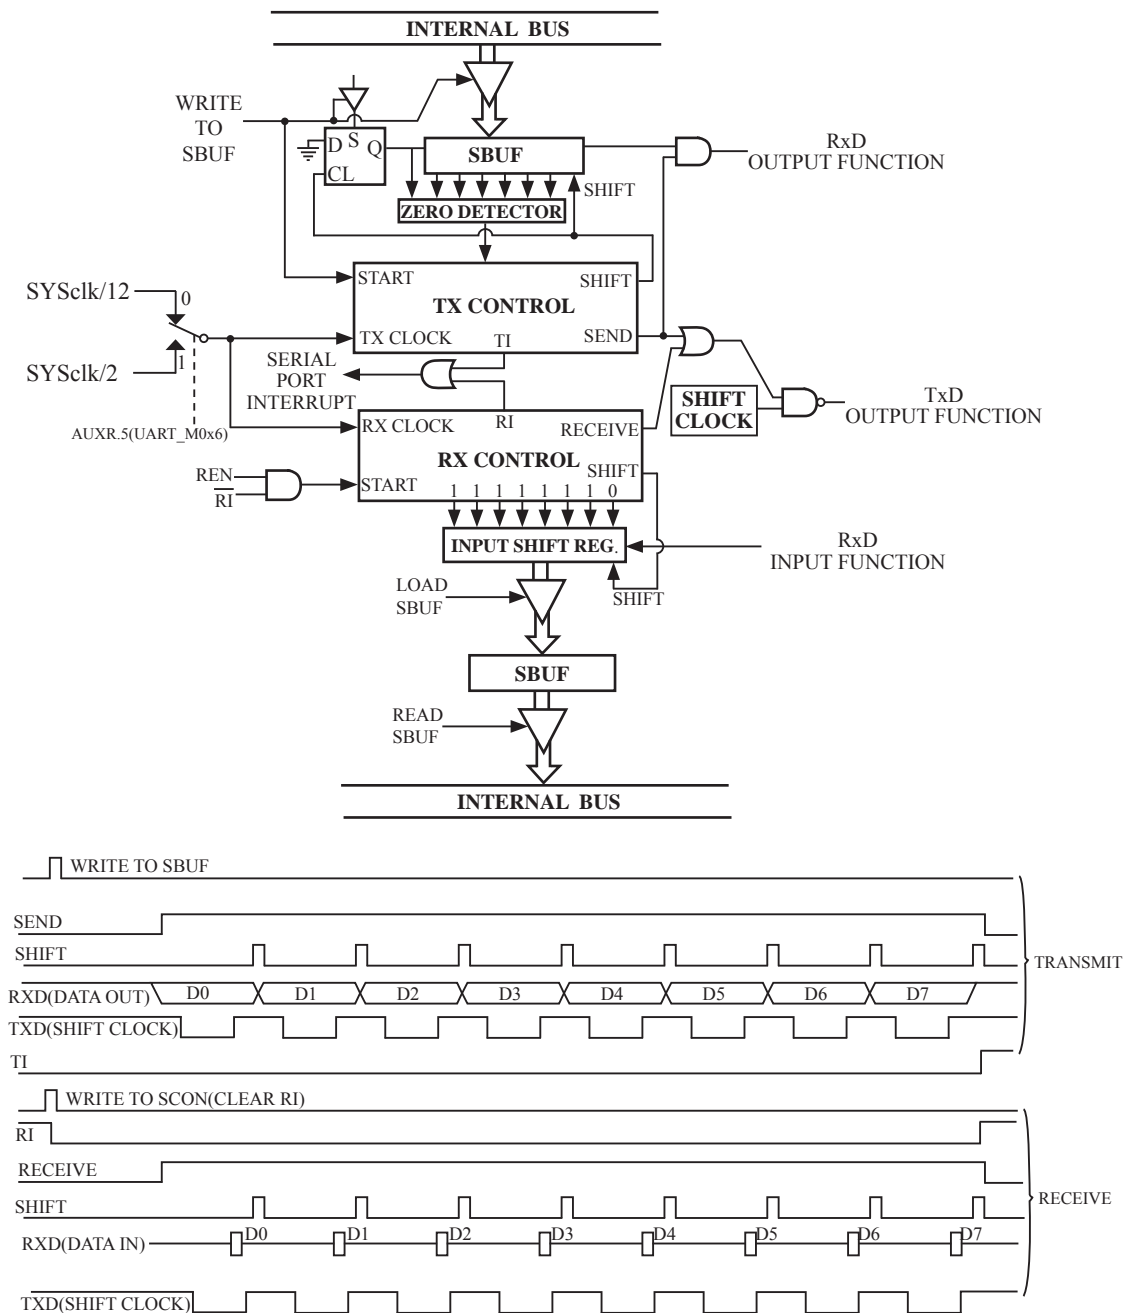 INTERNAL BUS
WRITE
TO
SBUF
D S Q
CL
SBUF
SHIFT
ZERO DETECTOR
RxD
OUTPUT FUNCTION
START
SHIFT
TX CONTROL
TX CLOCK TI SEND
SYSclk/12
0
1
SYSclk/2
AUXR.5(UART_M0x6)
SERIAL
PORT
INTERRUPT
SHIFT
CLOCK
TxD
OUTPUT FUNCTION
RX CLOCK RI RECEIVE
RX CONTROL
SHIFT
START
1 1 1 1 1 1 1 0
REN
RI
INPUT SHIFT REG.
RxD
INPUT FUNCTION
SHIFT
LOAD
SBUF
SBUF
READ
SBUF
INTERNAL BUS
WRITE TO SBUF
SEND
SHIFT
RXD(DATA OUT) D0 D1 D2 D3 D4 D5 D6 D7
TXD(SHIFT CLOCK)
TI
TRANSMIT
WRITE TO SCON(CLEAR RI)
RI
RECEIVE
SHIFT
RXD(DATA IN) D0 D1 D2 D3 D4 D5 D6 D7
TXD(SHIFT CLOCK)
RECEIVE